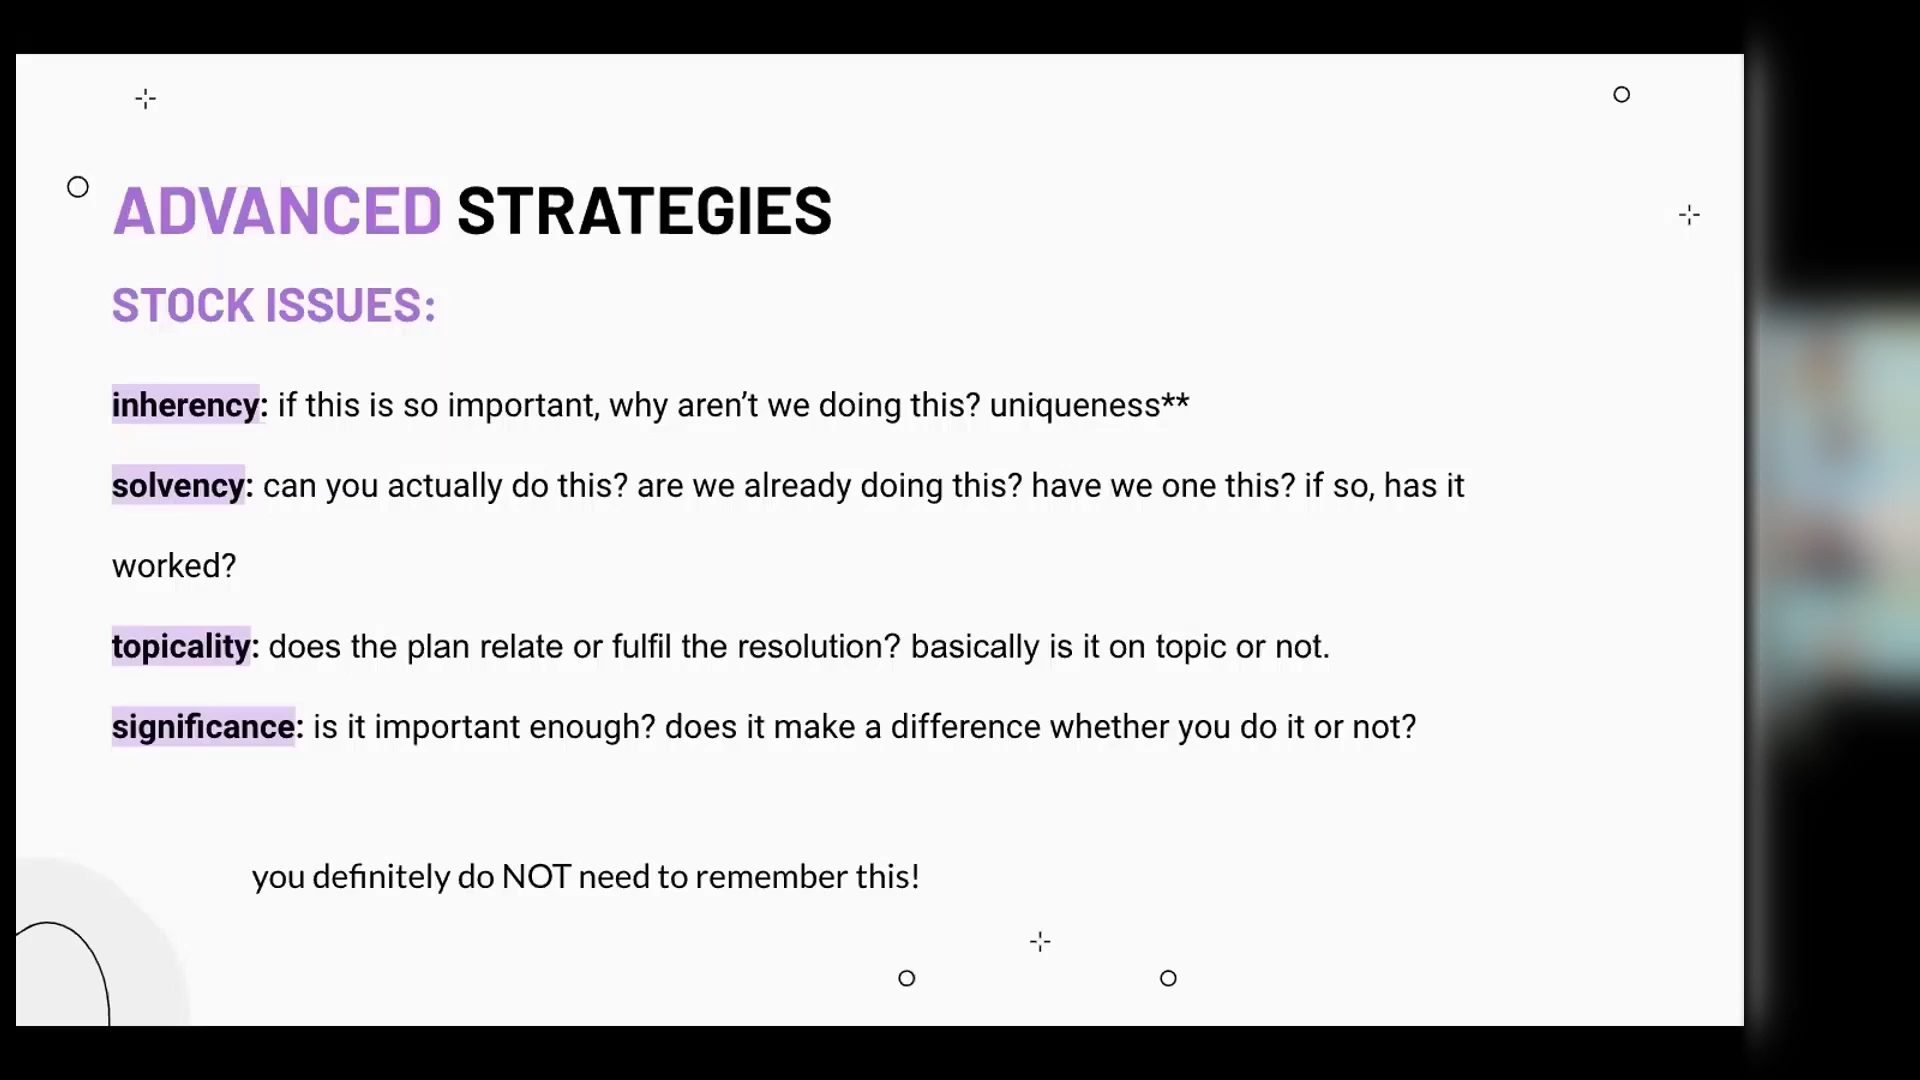 ADVANCED STRATEGIES
STOCK ISSUES:
inherency: if this is so important, why aren’t we doing this? uniqueness**
solvency: can you actually do this? are we already doing this? have we one this? if so, has it
worked?
topicality: does the plan relate or fulfil the resolution? basically is it on topic or not.
significance: is it important enough? does it make a difference whether you do it or not?
you definitely do NOT need to remember this!